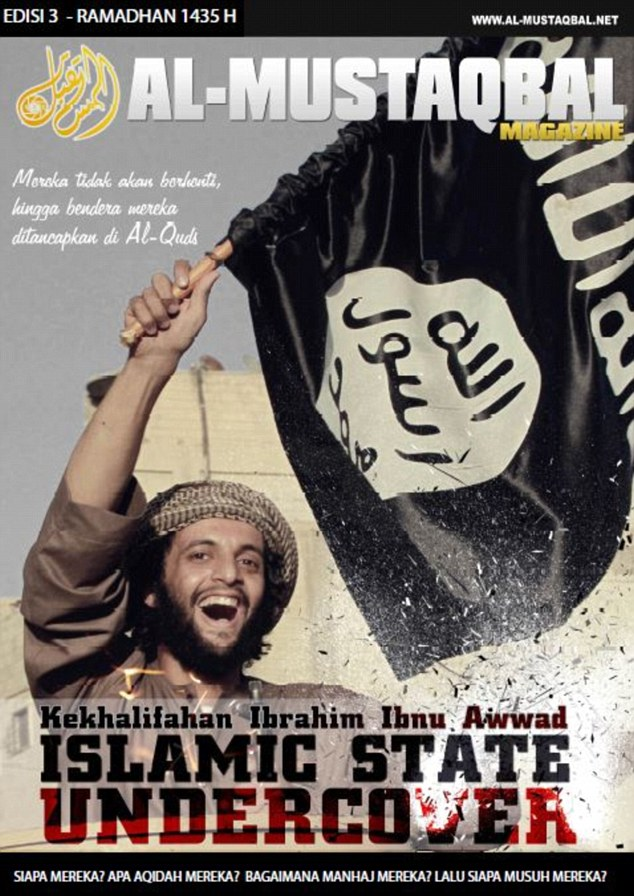 EDISI 3 - RAMADHAN 1435 H
WWW.AL-MUSTAQBAL.NET
المستقبل
AL-MUSTAQBAL
MAGAZINE
Mereka tidak akan berhenti,
hingga bendera mereka
ditancapkan di Al-Quds
الله
رسول
محمد
Kekhalifahan Ibrahim Ibnu Awwad
ISLAMIC STATE
UNDERCOVER
SIAPA MEREKA? APA AQIDAH MEREKA? BAGAIMANA MANHAJ MEREKA? LALU SIAPA MUSUH MEREKA?